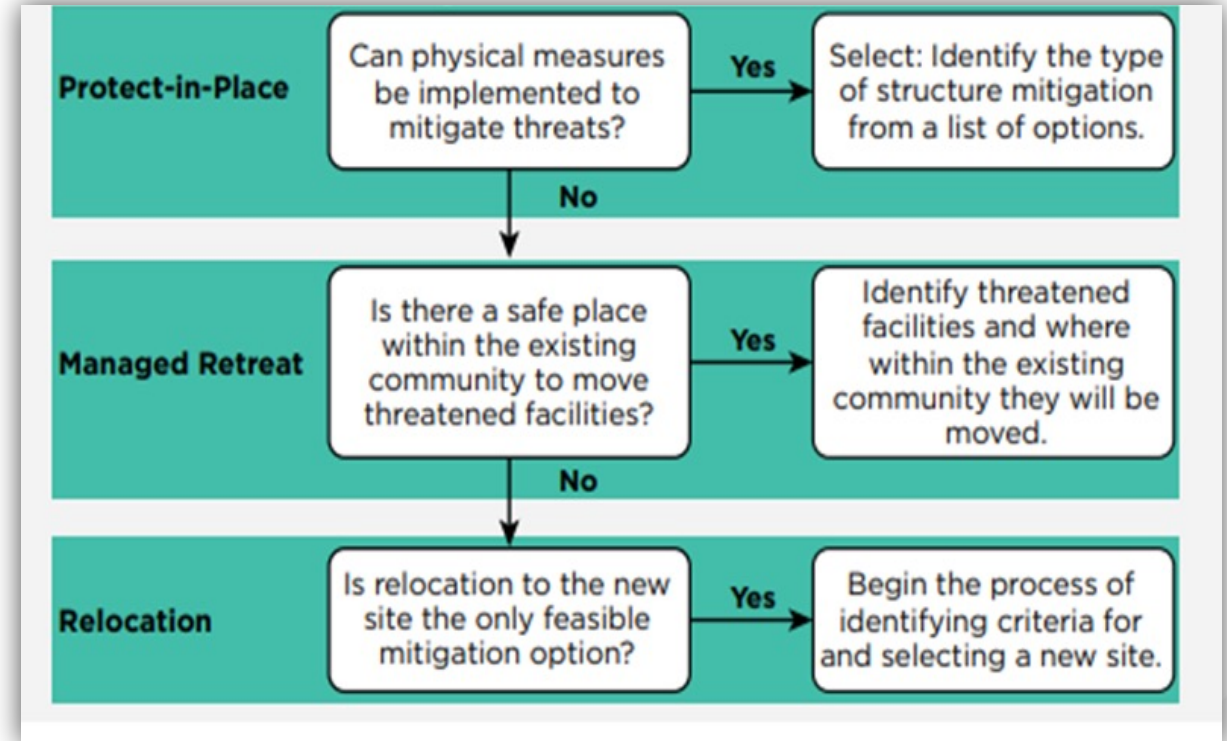 Protect-in-Place
Can physical measures
be implemented to
mitigate threats?
Yes
Select: Identify the type
of structure mitigation
from a list of options.
No
Managed Retreat
Is there a safe place
within the existing
community to move
threatened facilities?
Yes
Identify threatened
facilities and where
within the existing
community they will be
moved.
No
Relocation
Is relocation to the new
site the only feasible
mitigation option?
Yes
Begin the process of
identifying criteria for
and selecting a new site.